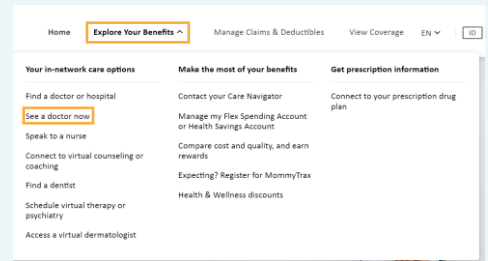 Home Explore Your Benefits Manage Claims & Deductibles View Coverage EN ID
Your in-network care options
Find a doctor or hospital
See a doctor now
Speak to a nurse
Connect to virtual counseling or
coaching
Find a dentist
Schedule virtual therapy or
psychiatry
Access a virtual dermatologist
Make the most of your benefits
Contact your Care Navigator
Manage my Flex Spending Account
or Health Savings Account
Compare cost and quality, and earn
rewards
Expecting? Register for MommyTrax
Health & Wellness discounts
Get prescription information
Connect to your prescription drug
plan